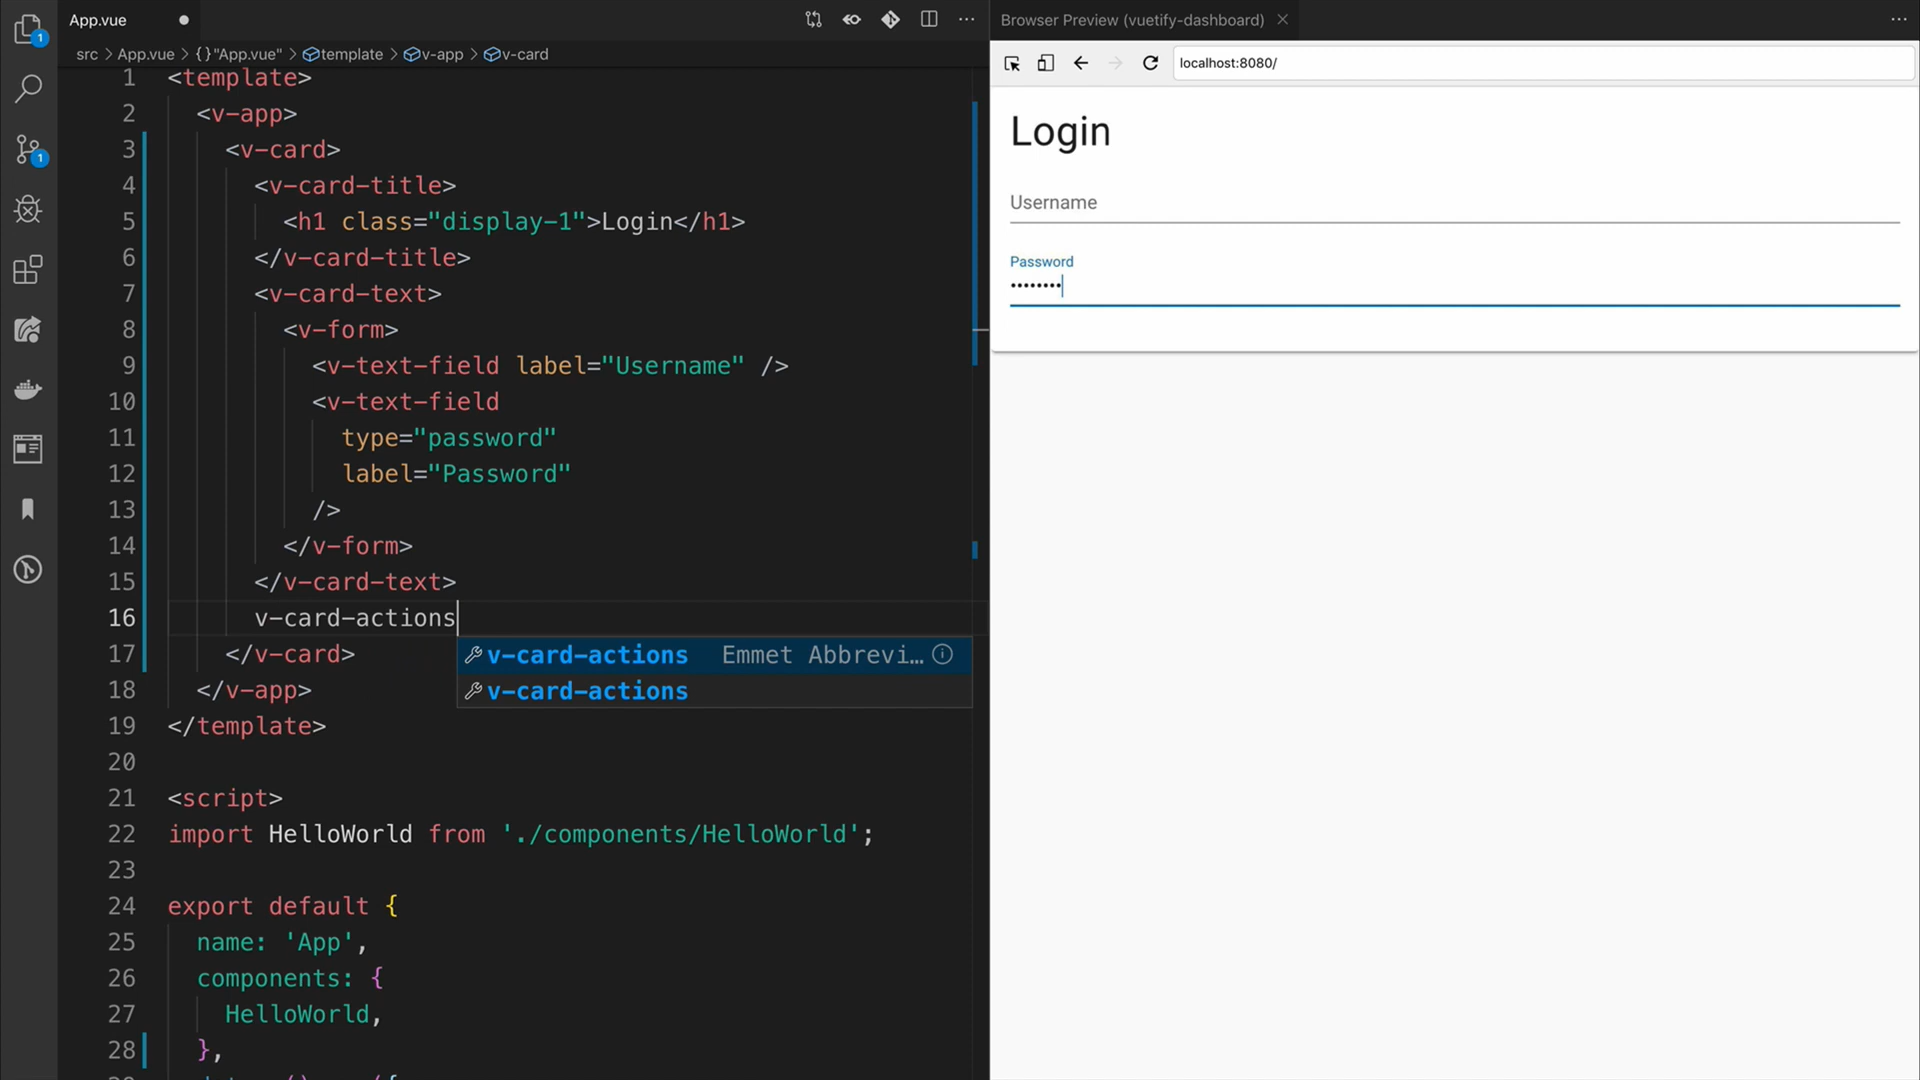 App.vue
src > App.vue > {}"App.vue" > template > v-app > v-card
1 <template>
2 <v-app>
3 <v-card>
4 <v-card-title>
5 <h1 class="display-1">Login</h1>
6 </v-card-title>
7 <v-card-text>
8 <v-form>
9 <v-text-field label="Username" />
10 <v-text-field
11 type="password"
12 label="Password"
13 />
14 </v-form>
15 </v-card-text>
16 v-card-actions
v-card-actions Emmet Abbrevi…
v-card-actions
17 </v-card>
18 </v-app>
19 </template>
20
21 <script>
22 import HelloWorld from './components/HelloWorld';
23
24 export default {
25 name: 'App',
26 components: {
27 HelloWorld,
28 },
1
1
Browser Preview (vuetify-dashboard)
localhost:8080/
Login
Username
Password
••••••••